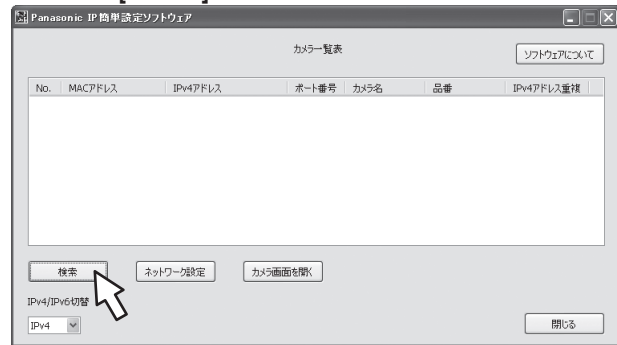 Panasonic IP簡単設定ソフトウェア
カメラ一覧表
ソフトウェアについて
No. MACアドレス IPv4アドレス ポート番号 カメラ名 品番 IPv4アドレス重複
検索 ネットワーク設定 カメラ画面を開く
IPv4/IPv6切替
IPv4 閉じる